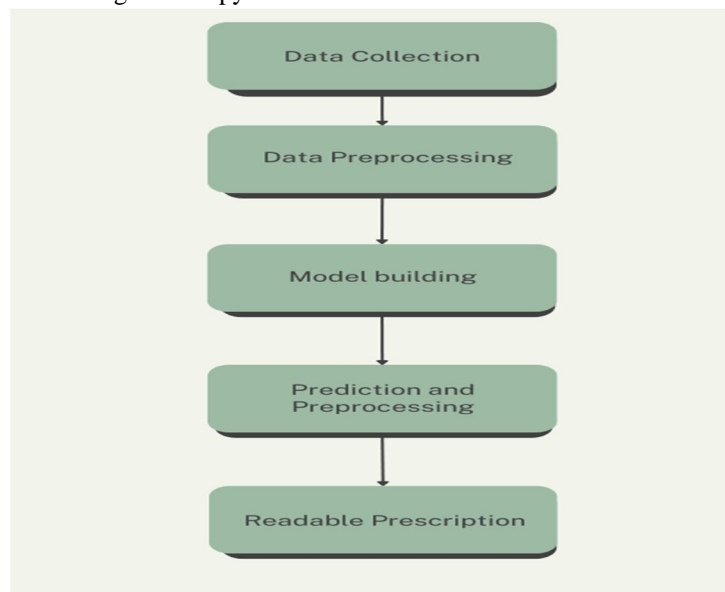 Data Collection
Data Preprocessing
Model building
Prediction and
Preprocessing
Readable Prescription